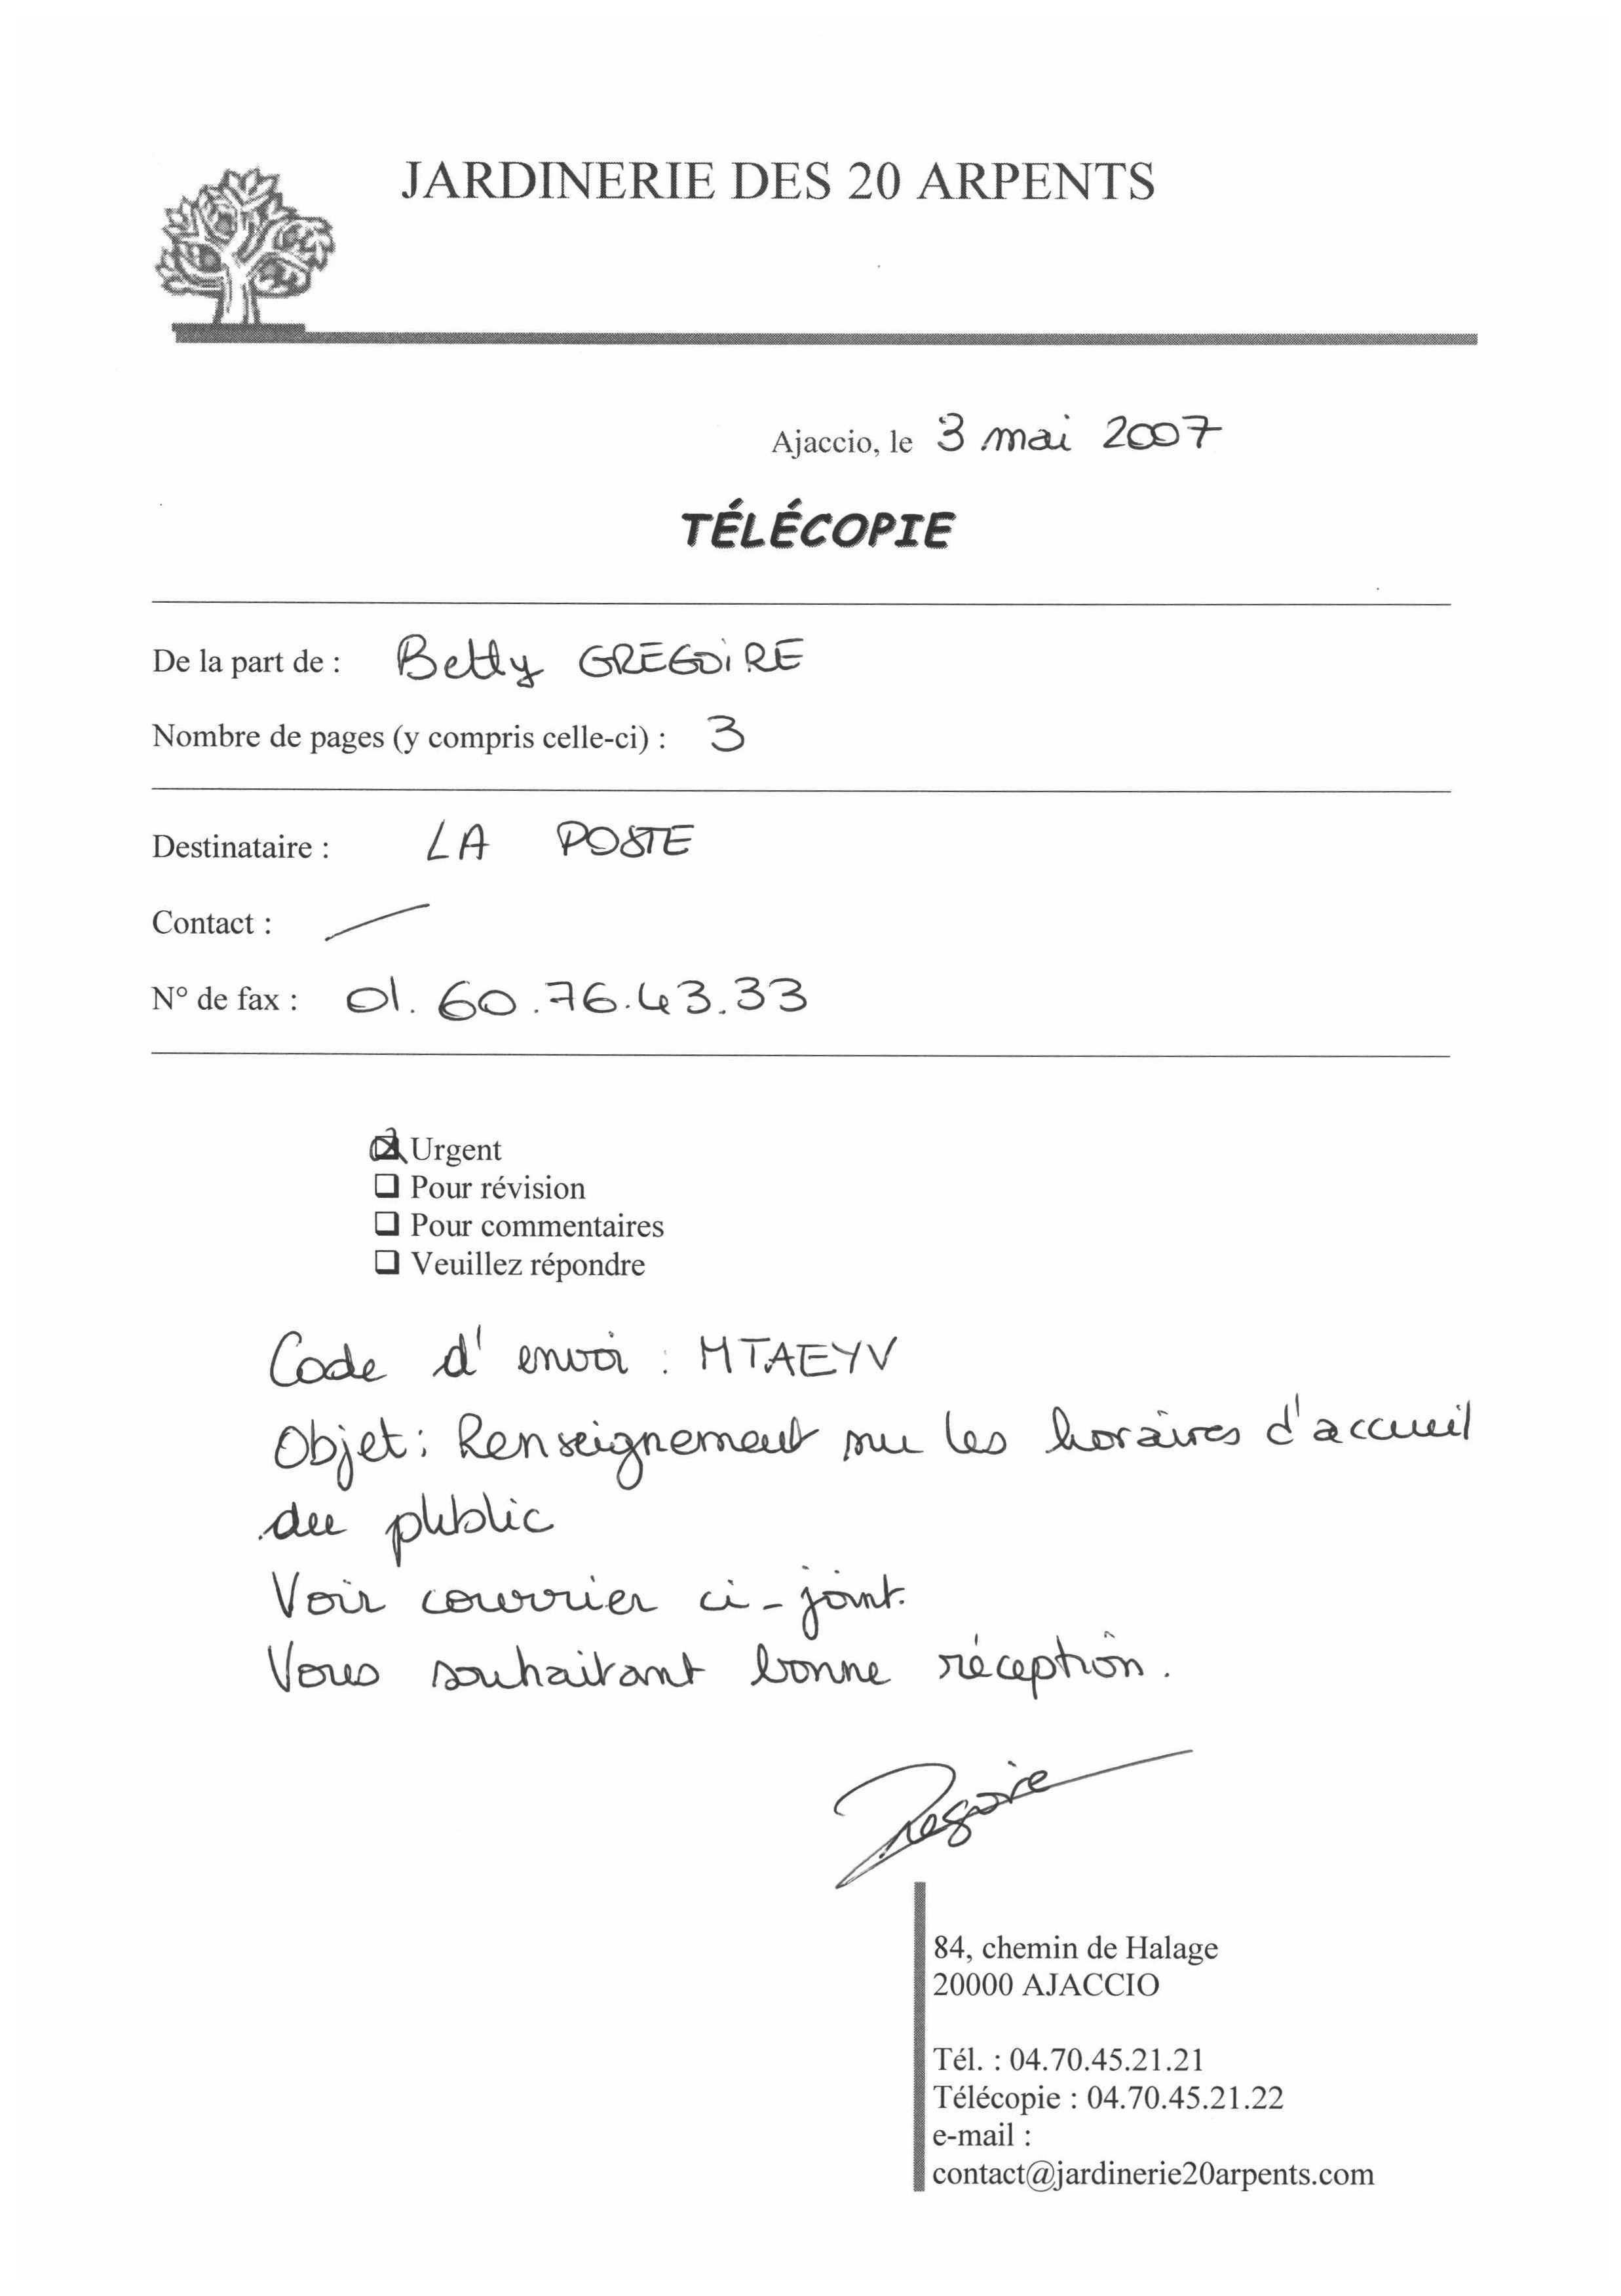 JARDINERIE DES 20 ARPENTS
Ajaccio, le 3 mai 2007
TÉLÉCOPIE
De la part de : Betty GREGOIRE
Nombre de pages (y compris celle-ci) : 3
Destinataire : LA POSTE
Contact :
N° de fax : 01.60.76.43.33
Urgent
Pour révision
Pour commentaires
Veuillez répondre
Code d'envoi : MTAEYV
Objet : Renseignement sur les horaires d'accueil
du public
Voir courrier ci-joint.
Vous souhaitant bonne réception.
Gregoire
84, chemin de Halage
20000 AJACCIO
Tél. : 04.70.45.21.21
Télécopie : 04.70.45.21.22
e-mail :
contact@jardinerie20arpents.com